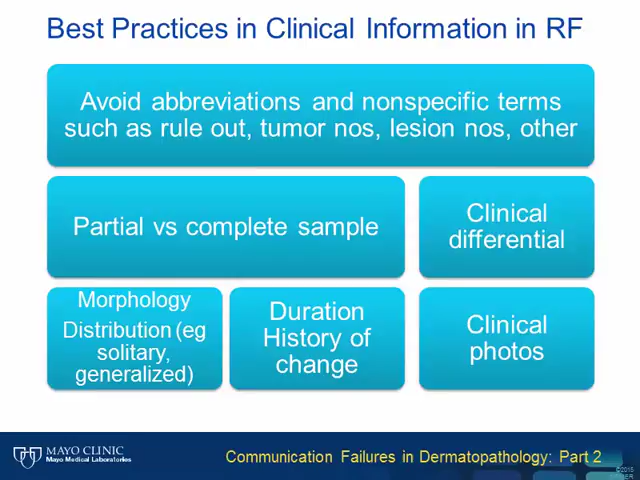 Best Practices in Clinical Information in RF
Avoid abbreviations and nonspecific terms
such as rule out, tumor nos, lesion nos, other
Partial vs complete sample
Clinical
differential
Morphology
Distribution (eg
solitary,
generalized)
Duration
History of
change
Clinical
photos
MAYO CLINIC
Mayo Medical Laboratories
Communication Failures in Dermatopathology: Part 2
©2015